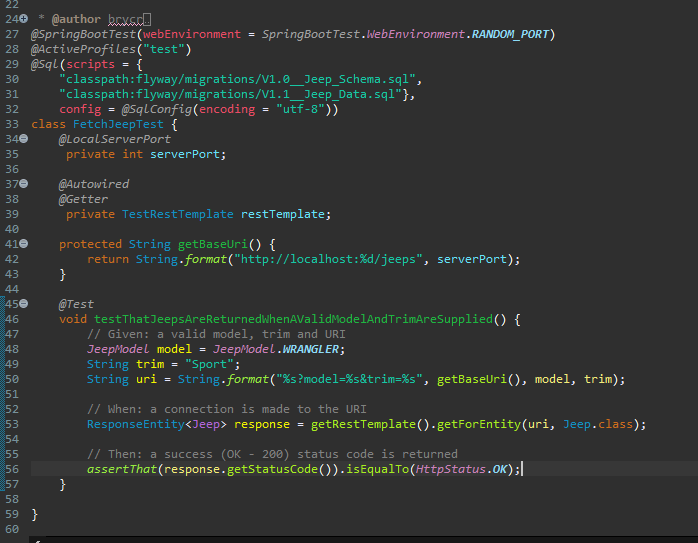 22
24 * @author brycr
27 @SpringBootTest(webEnvironment = SpringBootTest.WebEnvironment.RANDOM_PORT)
28 @ActiveProfiles("test")
29 @Sql(scripts = {
30     "classpath:flyway/migrations/V1.0__Jeep_Schema.sql",
31     "classpath:flyway/migrations/V1.1__Jeep_Data.sql"},
32     config = @SqlConfig(encoding = "utf-8"))
33 class FetchJeepTest {
34     @LocalServerPort
35      private int serverPort;
36
37     @Autowired
38     @Getter
39      private TestRestTemplate restTemplate;
40
41     protected String getBaseUri() {
42         return String.format("http://localhost:%d/jeeps", serverPort);
43     }
44
45     @Test
46     void testThatJeepsAreReturnedWhenAValidModelAndTrimAreSupplied() {
47         // Given: a valid model, trim and URI
48         JeepModel model = JeepModel.WRANGLER;
49         String trim = "Sport";
50         String uri = String.format("%s?model=%s&trim=%s", getBaseUri(), model, trim);
51
52         // When: a connection is made to the URI
53         ResponseEntity<Jeep> response = getRestTemplate().getForEntity(uri, Jeep.class);
54
55         // Then: a success (OK - 200) status code is returned
56         assertThat(response.getStatusCode()).isEqualTo(HttpStatus.OK);
57     }
58
59 }
60